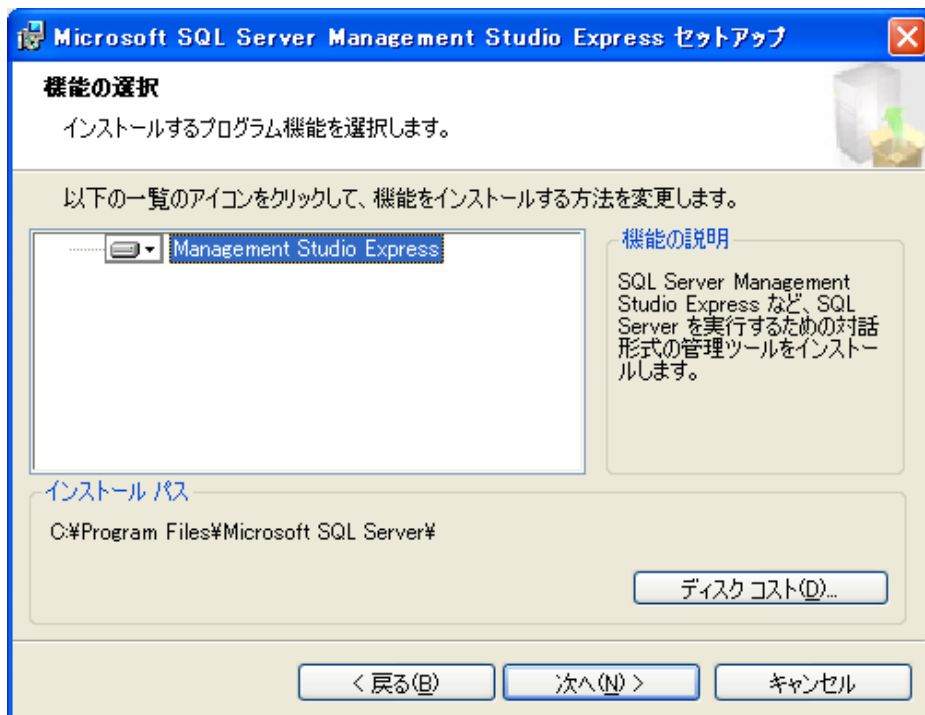 Microsoft SQL Server Management Studio Express セットアップ
機能の選択
インストールするプログラム機能を選択します。
以下の一覧のアイコンをクリックして、機能をインストールする方法を変更します。
Management Studio Express
機能の説明
SQL Server Management
Studio Express など、SQL
Server を実行するための対話
形式の管理ツールをインストー
ルします。
インストール パス
C:¥Program Files¥Microsoft SQL Server¥
ディスク コスト(D)...
< 戻る(B)
次へ(N) >
キャンセル